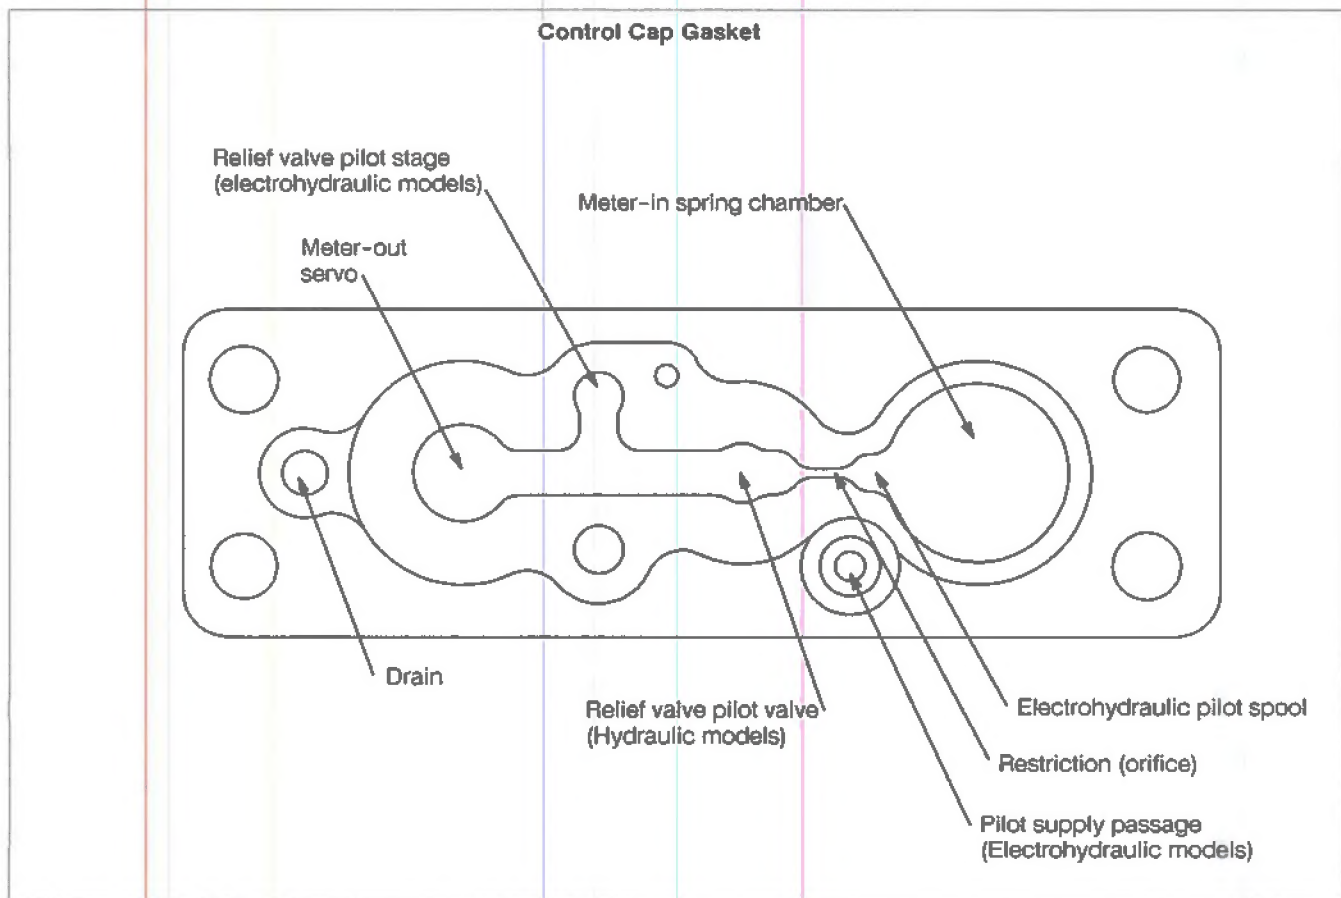 Control Cap Gasket
Relief valve pilot stage
(electrohydraulic models)
Meter-in spring chamber
Meter-out
servo
Drain
Relief valve pilot valve
(Hydraulic models)
Electrohydraulic pilot spool
Restriction (orifice)
Pilot supply passage
(Electrohydraulic models)